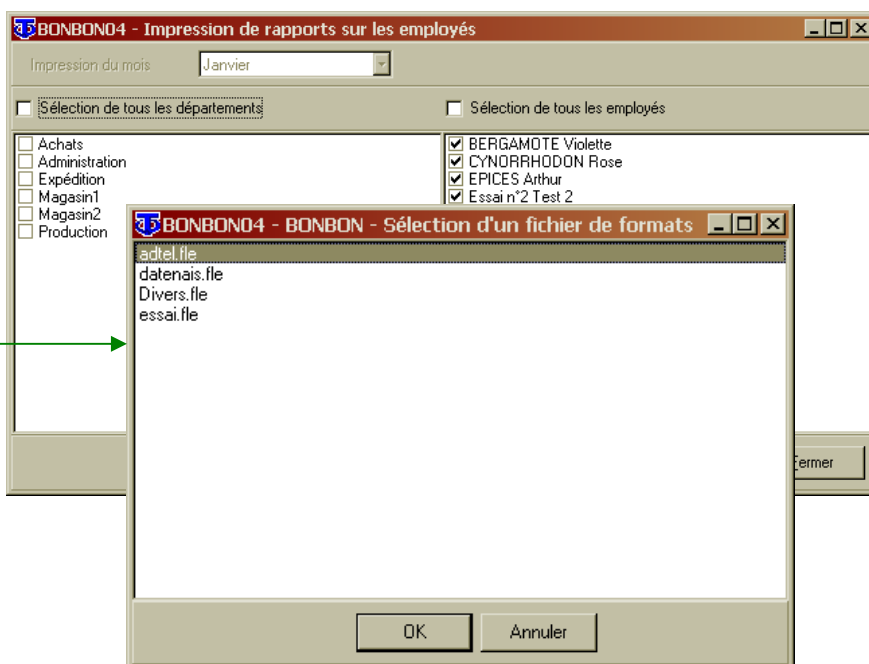 BONBON04 - Impression de rapports sur les employés
Impression du mois Janvier
Sélection de tous les départements Sélection de tous les employés
Achats
Administration
Expédition
Magasin1
Magasin2
Production
BERGAMOTE Violette
CYNORRHODON Rose
EPICES Arthur
Essai n°2 Test 2
BONBON04 - BONBON - Sélection d'un fichier de formats
adtel.fle
datenais.fle
Divers.fle
essai.fle
Fermer
OK Annuler